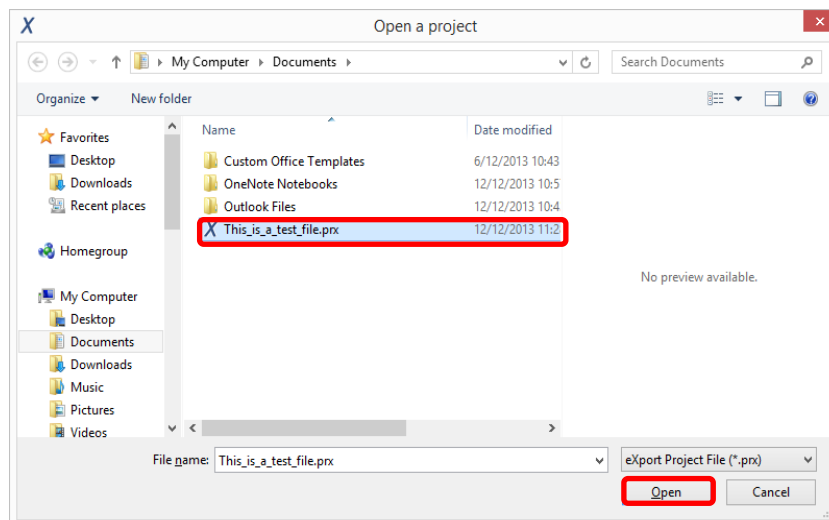 X Open a project
My Computer Documents Search Documents
Organize New folder
Name Date modified
Favorites
Desktop
Downloads
Recent places
Homegroup
My Computer
Desktop
Documents
Downloads
Music
Pictures
Videos
Custom Office Templates 6/12/2013 10:43
OneNote Notebooks 12/12/2013 10:5
Outlook Files 12/12/2013 10:4
X This_is_a_test_file.prx 12/12/2013 11:2
No preview available.
File name: This_is_a_test_file.prx eXport Project File (*.prx)
Open Cancel